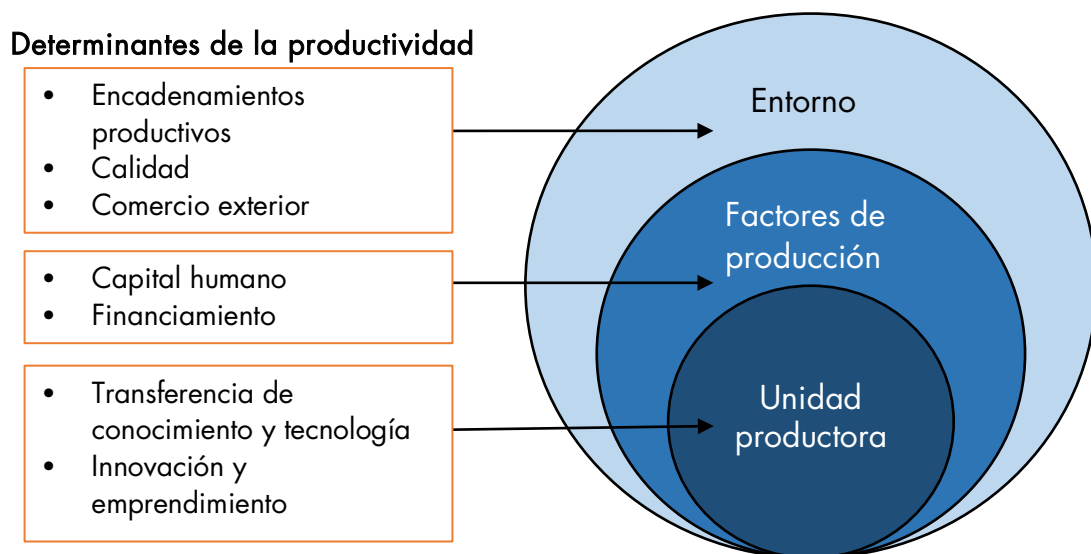 Determinantes de la productividad
• Encadenamientos
productivos
• Calidad
• Comercio exterior
• Capital humano
• Financiamiento
• Transferencia de
conocimiento y tecnología
• Innovación y
emprendimiento
Entorno
Factores de
producción
Unidad
productora